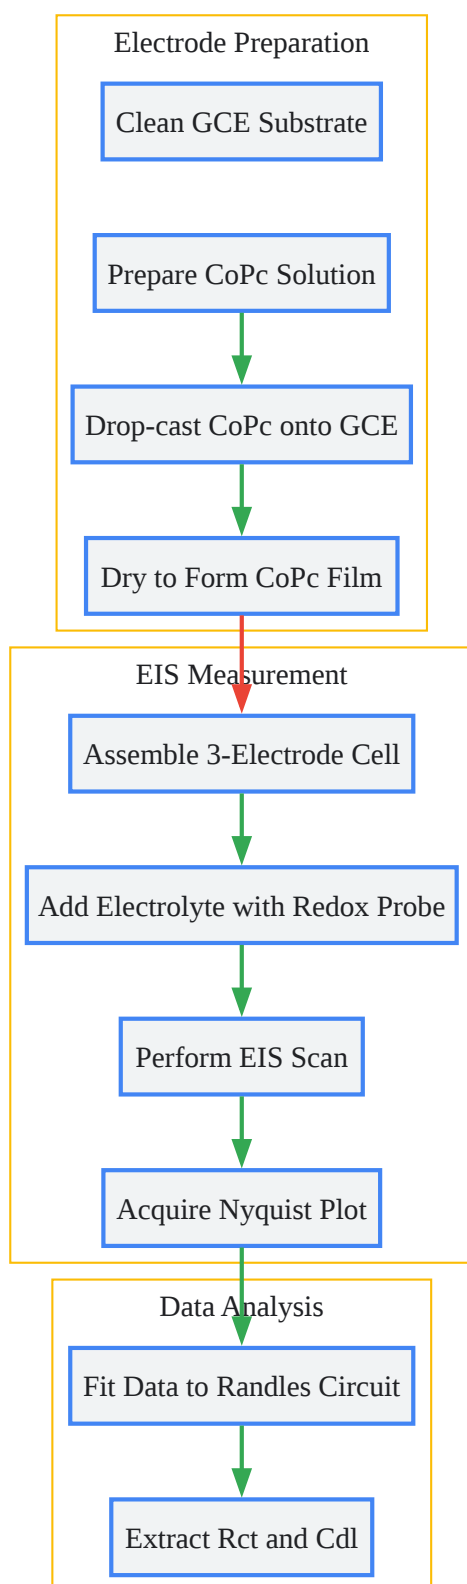 Electrode Preparation
Clean GCE Substrate
Prepare CoPc Solution
Drop-cast CoPc onto GCE
Dry to Form CoPc Film
EIS Measurement
Assemble 3-Electrode Cell
Add Electrolyte with Redox Probe
Perform EIS Scan
Acquire Nyquist Plot
Data Analysis
Fit Data to Randles Circuit
Extract Rct and Cdl